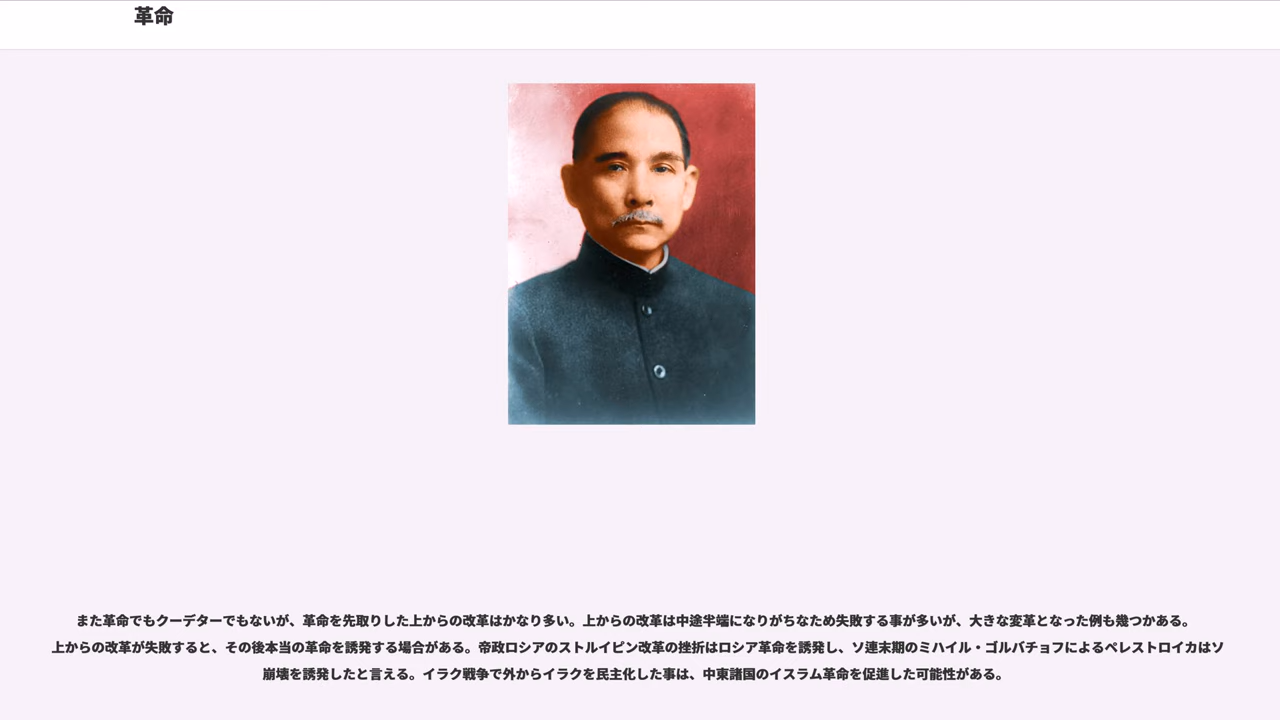 革命
また革命でもクーデターでもないが、革命を先取りした上からの改革はかなり多い。上からの改革は中途半端になりがちなため失敗する事が多いが、大きな変革となった例も幾つかある。
上からの改革が失敗すると、その後本当の革命を誘発する場合がある。帝政ロシアのストルイピン改革の挫折はロシア革命を誘発し、ソ連末期のミハイル・ゴルバチョフによるペレストロイカはソ
崩壊を誘発したと言える。イラク戦争で外からイラクを民主化した事は、中東諸国のイスラム革命を促進した可能性がある。